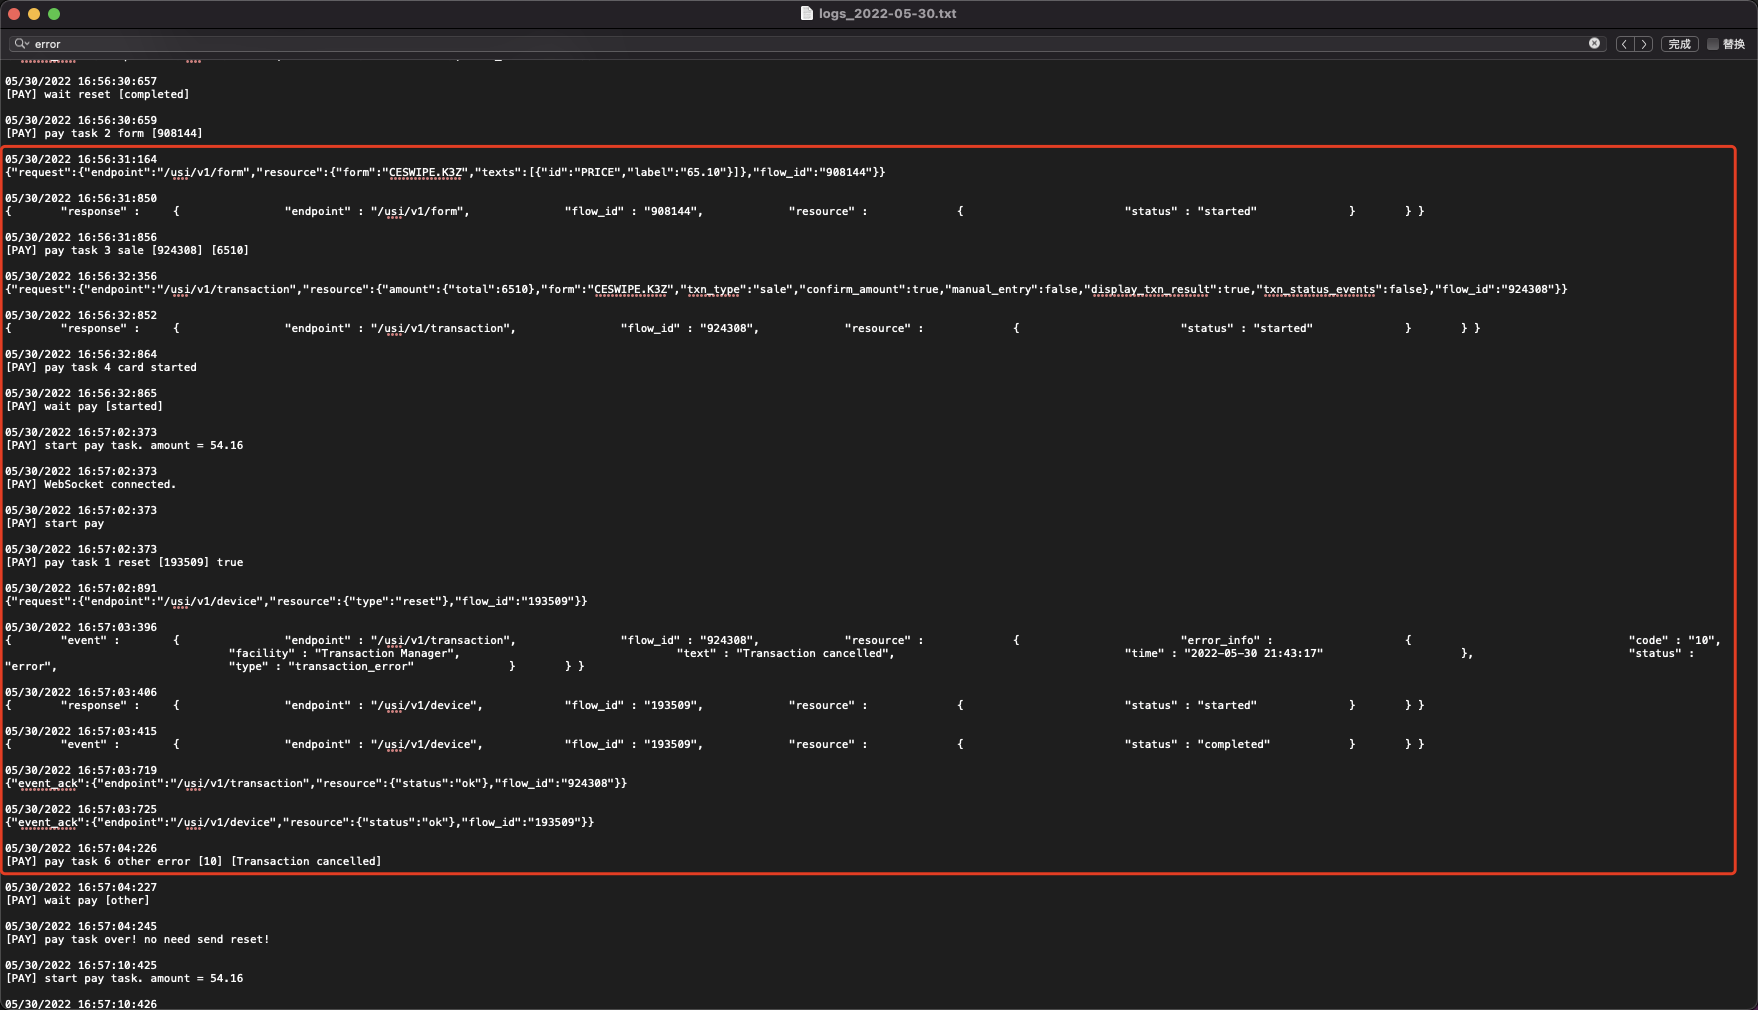 logs_2022-05-30.txt
error
完成
替换
05/30/2022 16:56:30:657
[PAY] wait reset [completed]
05/30/2022 16:56:30:659
[PAY] pay task 2 form [908144]
05/30/2022 16:56:31:164
{"request":{"endpoint":"/usi/v1/form","resource":{"form":"CESWIPE.K3Z","texts":[{"id":"PRICE","label":"65.10"}]},"flow_id":"908144"}}
05/30/2022 16:56:31:850
{ "response" : { "endpoint" : "/usi/v1/form", "flow_id" : "908144", "resource" : { "status" : "started" } } }
05/30/2022 16:56:31:856
[PAY] pay task 3 sale [924308] [6510]
05/30/2022 16:56:32:356
{"request":{"endpoint":"/usi/v1/transaction","resource":{"amount":{"total":6510},"form":"CESWIPE.K3Z","txn_type":"sale","confirm_amount":true,"manual_entry":false,"display_txn_result":true,"txn_status_events":false},"flow_id":"924308"}}
05/30/2022 16:56:32:852
{ "response" : { "endpoint" : "/usi/v1/transaction", "flow_id" : "924308", "resource" : { "status" : "started" } } }
05/30/2022 16:56:32:864
[PAY] pay task 4 card started
05/30/2022 16:56:32:865
[PAY] wait pay [started]
05/30/2022 16:57:02:373
[PAY] start pay task. amount = 54.16
05/30/2022 16:57:02:373
[PAY] WebSocket connected.
05/30/2022 16:57:02:373
[PAY] start pay
05/30/2022 16:57:02:373
[PAY] pay task 1 reset [193509] true
05/30/2022 16:57:02:891
{"request":{"endpoint":"/usi/v1/device","resource":{"type":"reset"},"flow_id":"193509"}}
05/30/2022 16:57:03:396
{ "event" : { "endpoint" : "/usi/v1/transaction", "flow_id" : "924308", "resource" : { "error_info" : { "code" : "10",
"facility" : "Transaction Manager", "text" : "Transaction cancelled", "time" : "2022-05-30 21:43:17" }, "status" :
"error", "type" : "transaction_error" } } }
05/30/2022 16:57:03:406
{ "response" : { "endpoint" : "/usi/v1/device", "flow_id" : "193509", "resource" : { "status" : "started" } } }
05/30/2022 16:57:03:415
{ "event" : { "endpoint" : "/usi/v1/device", "flow_id" : "193509", "resource" : { "status" : "completed" } } }
05/30/2022 16:57:03:719
{"event_ack":{"endpoint":"/usi/v1/transaction","resource":{"status":"ok"},"flow_id":"924308"}}
05/30/2022 16:57:03:725
{"event_ack":{"endpoint":"/usi/v1/device","resource":{"status":"ok"},"flow_id":"193509"}}
05/30/2022 16:57:04:226
[PAY] pay task 6 other error [10] [Transaction cancelled]
05/30/2022 16:57:04:227
[PAY] wait pay [other]
05/30/2022 16:57:04:245
[PAY] pay task over! no need send reset!
05/30/2022 16:57:10:425
[PAY] start pay task. amount = 54.16
05/30/2022 16:57:10:426